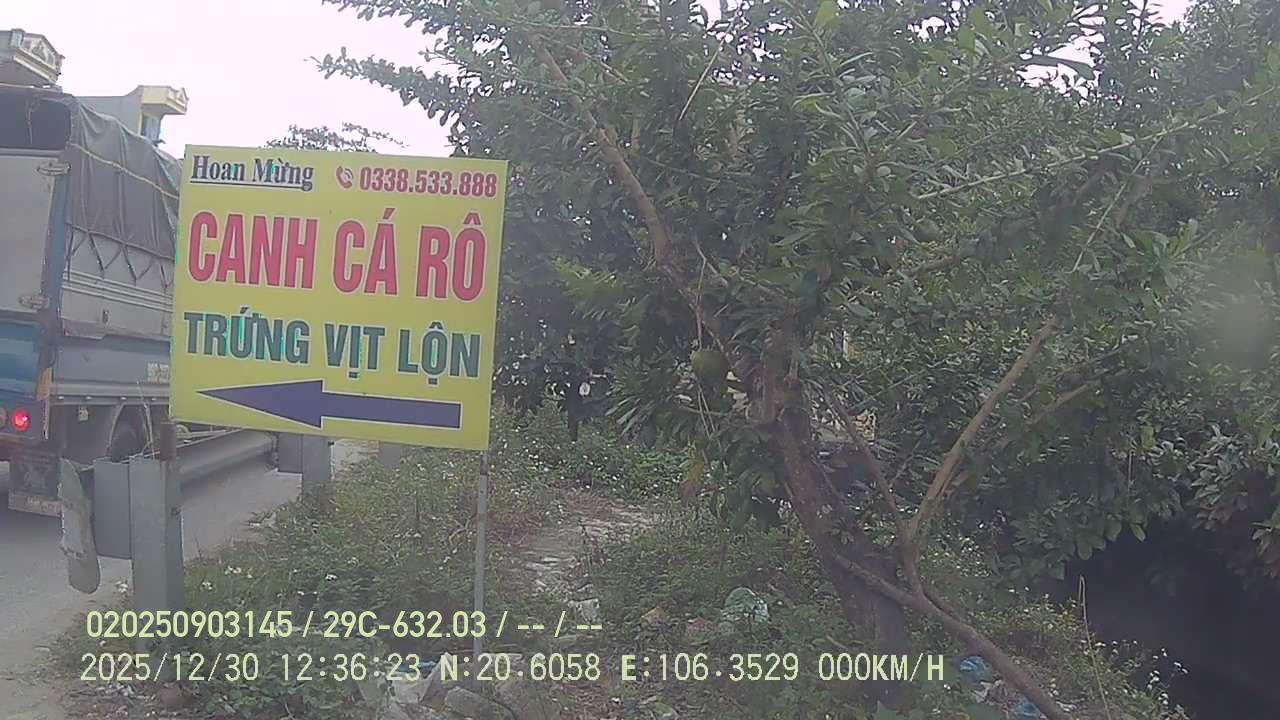 Hoan Mừng 0338.533.888
CANH CÁ RÔ
TRỨNG VỊT LỘN
020250903145 / 29C-632.03 / -- / --
2025/12/30 12:36:23 N:20.6058 E:106.3529 000KM/H